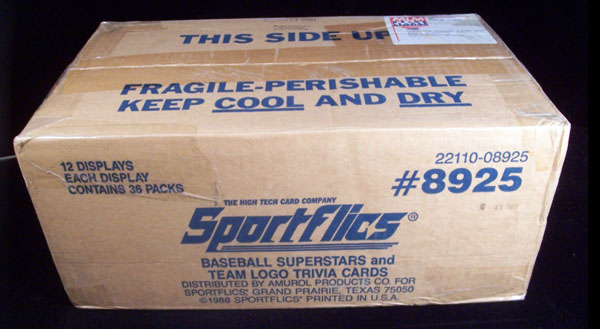 THIS SIDE UP
FRAGILE-PERISHABLE
KEEP COOL AND DRY
12 DISPLAYS
EACH DISPLAY
CONTAINS 36 PACKS
22110-08925
#8925
THE HIGH TECH CARD COMPANY
Sportflics®
BASEBALL SUPERSTARS and
TEAM LOGO TRIVIA CARDS
DISTRIBUTED BY AMUROL PRODUCTS CO. FOR
SPORTFLICS, GRAND PRAIRIE, TEXAS 75050
©1988 SPORTFLICS® PRINTED IN U.S.A.